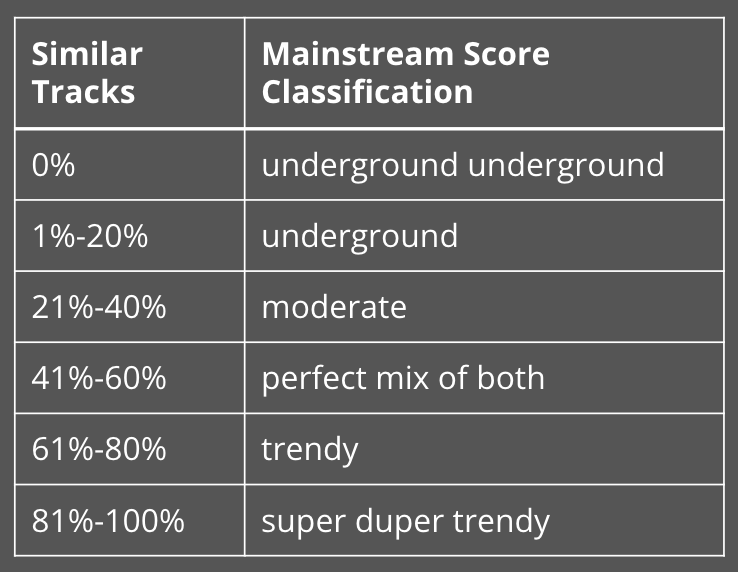 Similar
Tracks
Mainstream Score
Classification
0%
underground underground
1%-20%
underground
21%-40%
moderate
41%-60%
perfect mix of both
61%-80%
trendy
81%-100%
super duper trendy